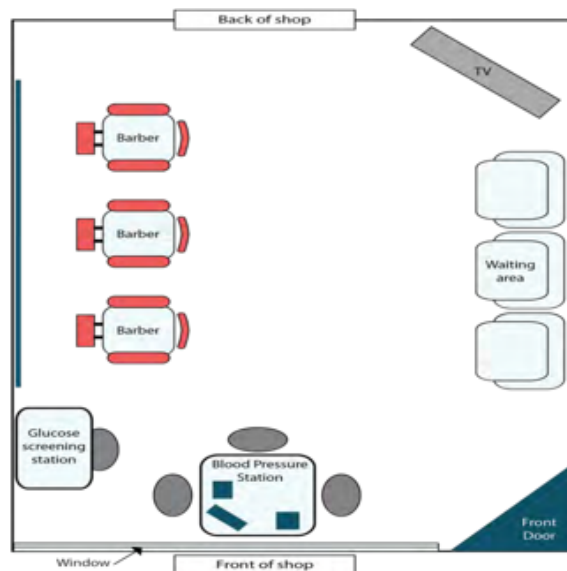 Back of shop
TV
Barber
Barber
Waiting
area
Barber
Glucose
screening
station
Blood Pressure
Station
Front
Door
Window
Front of shop